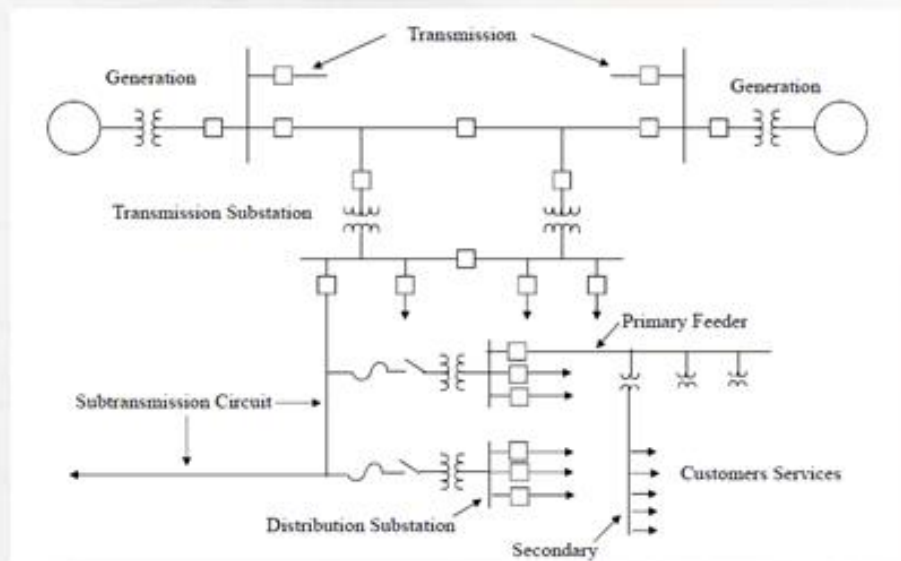 Transmission
Generation
Generation
Transmission Substation
Primary Feeder
Subtransmission Circuit
Customers Services
Distribution Substation
Secondary